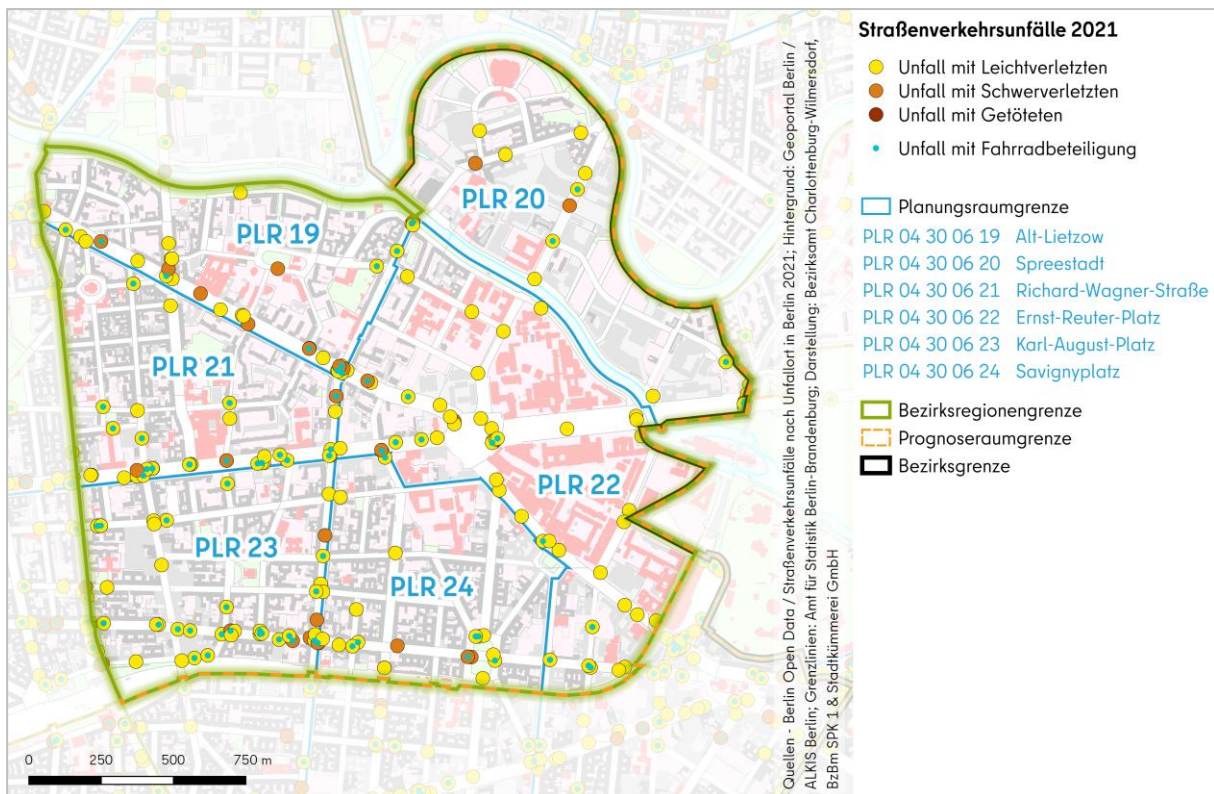 Straßenverkehrsunfälle 2021
Unfall mit Leichtverletzten
Unfall mit Schwerverletzten
Unfall mit Getöteten
Unfall mit Fahrradbeteiligung
Planungsraumgrenze
PLR 04 30 06 19 Alt-Lietzow
PLR 04 30 06 20 Spreestadt
PLR 04 30 06 21 Richard-Wagner-Straße
PLR 04 30 06 22 Ernst-Reuter-Platz
PLR 04 30 06 23 Karl-August-Platz
PLR 04 30 06 24 Savignyplatz
Bezirksregionengrenze
Prognoseraumgrenze
Bezirksgrenze
PLR 20
PLR 19
PLR 21
PLR 22
PLR 23
PLR 24
0 250 500 750 m
Quellen - Berlin Open Data / Straßenverkehrsunfälle nach Unfallort in Berlin 2021; Hintergrund: Geoportal Berlin /
ALKIS Berlin; Grenzlinien: Amt für Statistik Berlin-Brandenburg; Darstellung: Bezirksamt Charlottenburg-Wilmersdorf,
BzBm SPK 1 & Stadtkümmerei GmbH